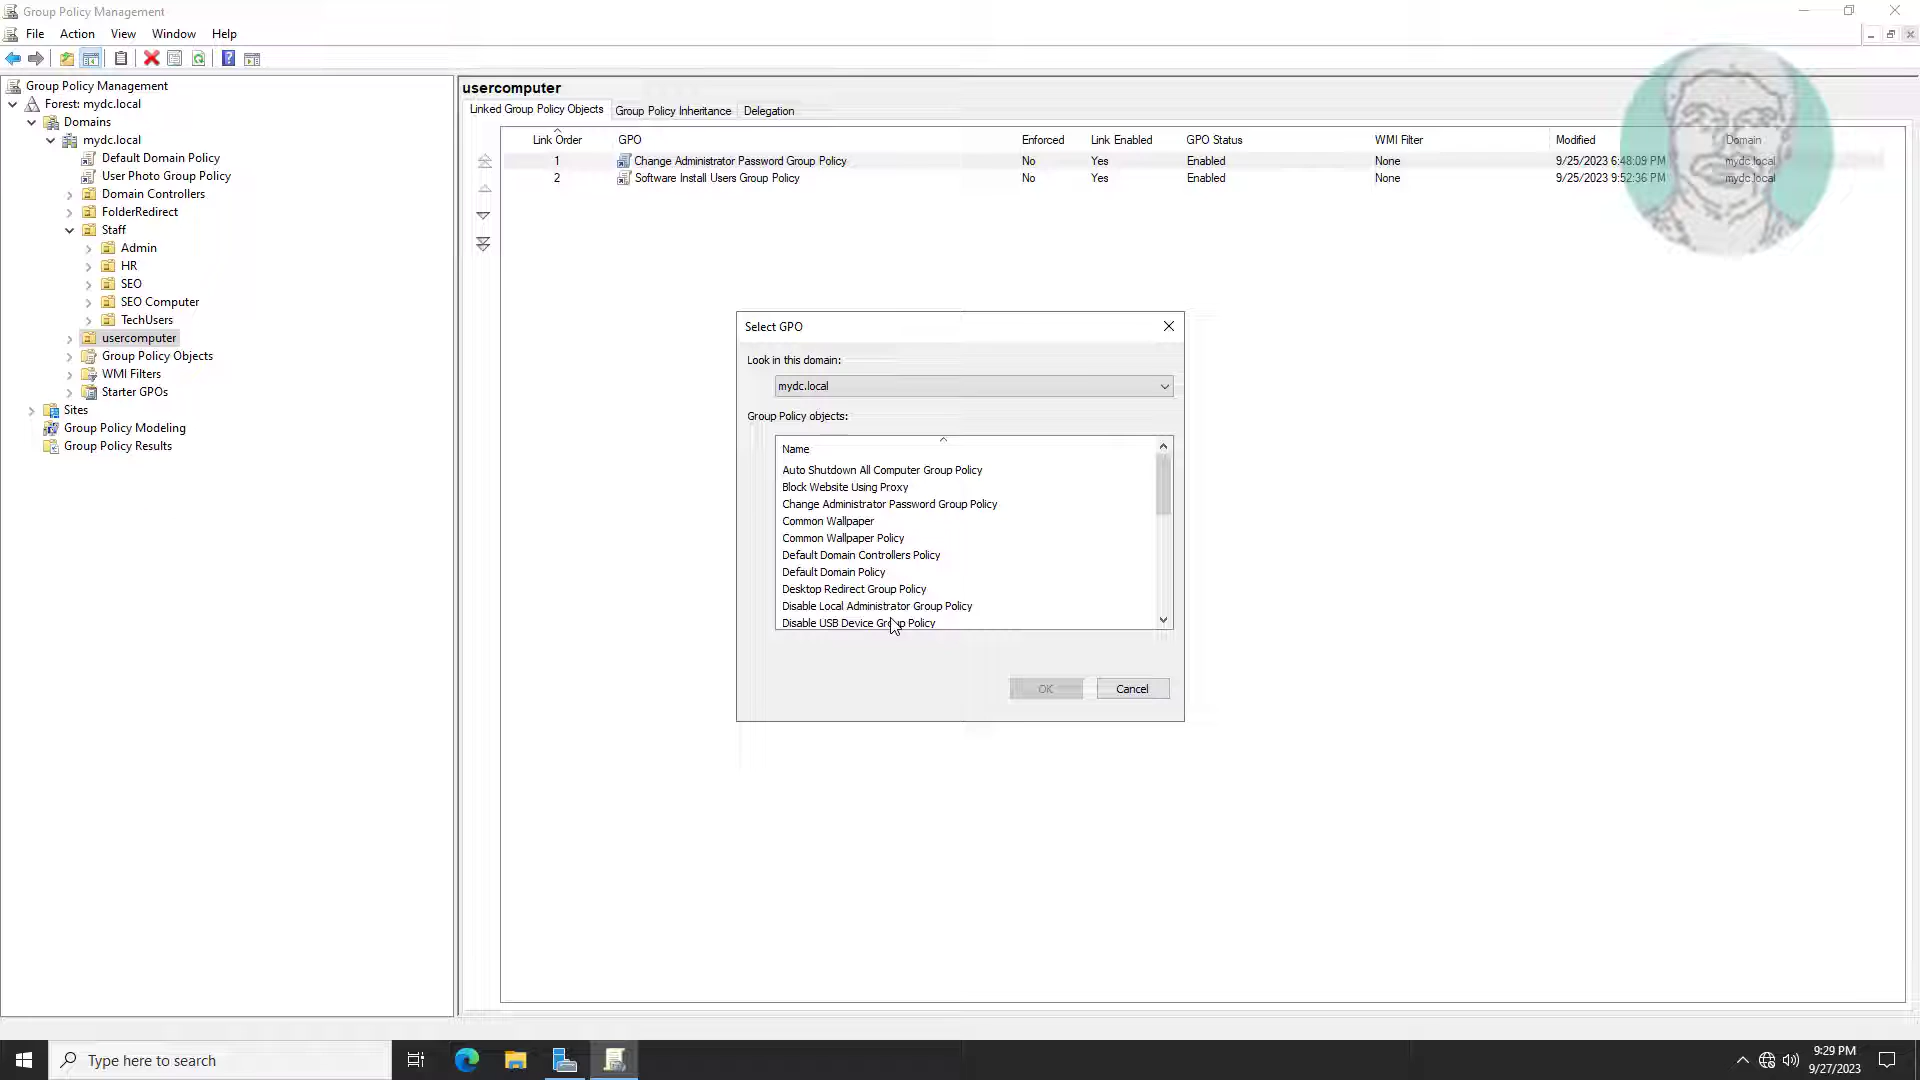 Group Policy Management
File Action View Window Help
Group Policy Management
Forest: mydc.local
Domains
mydc.local
Default Domain Policy
User Photo Group Policy
Domain Controllers
FolderRedirect
Staff
Admin
HR
SEO
SEO Computer
TechUsers
usercomputer
Group Policy Objects
WMI Filters
Starter GPOs
Sites
Group Policy Modeling
Group Policy Results
usercomputer
Linked Group Policy Objects Group Policy Inheritance Delegation
Link Order GPO Enforced Link Enabled GPO Status WMI Filter Modified Domain
1 Change Administrator Password Group Policy No Yes Enabled None 9/25/2023 6:48:09 PM mydc.local
2 Software Install Users Group Policy No Yes Enabled None 9/25/2023 9:52:36 PM mydc.local
Select GPO
Look in this domain:
mydc.local
Group Policy objects:
Name
Auto Shutdown All Computer Group Policy
Block Website Using Proxy
Change Administrator Password Group Policy
Common Wallpaper
Common Wallpaper Policy
Default Domain Controllers Policy
Default Domain Policy
Desktop Redirect Group Policy
Disable Local Administrator Group Policy
Disable USB Device Group Policy
OK Cancel
Type here to search
9:29 PM
9/27/2023